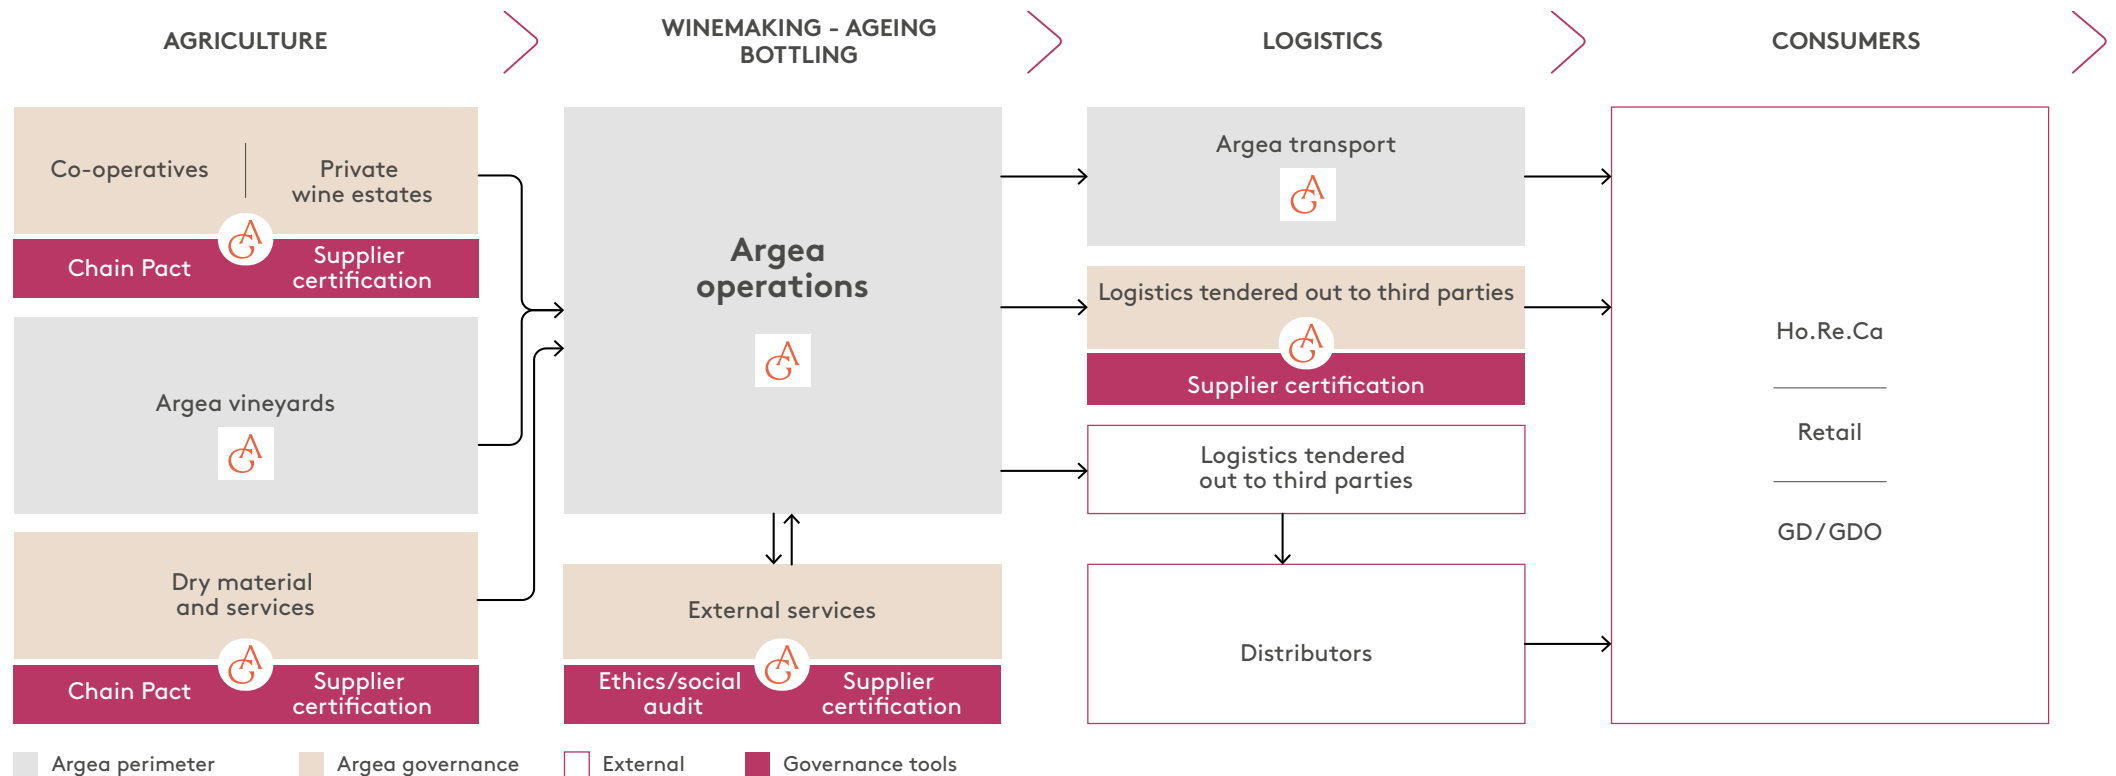 AGRICULTURE
WINEMAKING - AGEING
BOTTLING
LOGISTICS
CONSUMERS
Co-operatives
Private
wine estates
Chain Pact
Supplier
certification
Argea vineyards
Dry material
and services
Chain Pact
Supplier
certification
Argea
operations
External services
Ethics/social
audit
Supplier
certification
Argea transport
Logistics tendered out to third parties
Supplier certification
Logistics tendered
out to third parties
Distributors
Ho.Re.Ca
Retail
GD/GDO
Argea perimeter
Argea governance
External
Governance tools